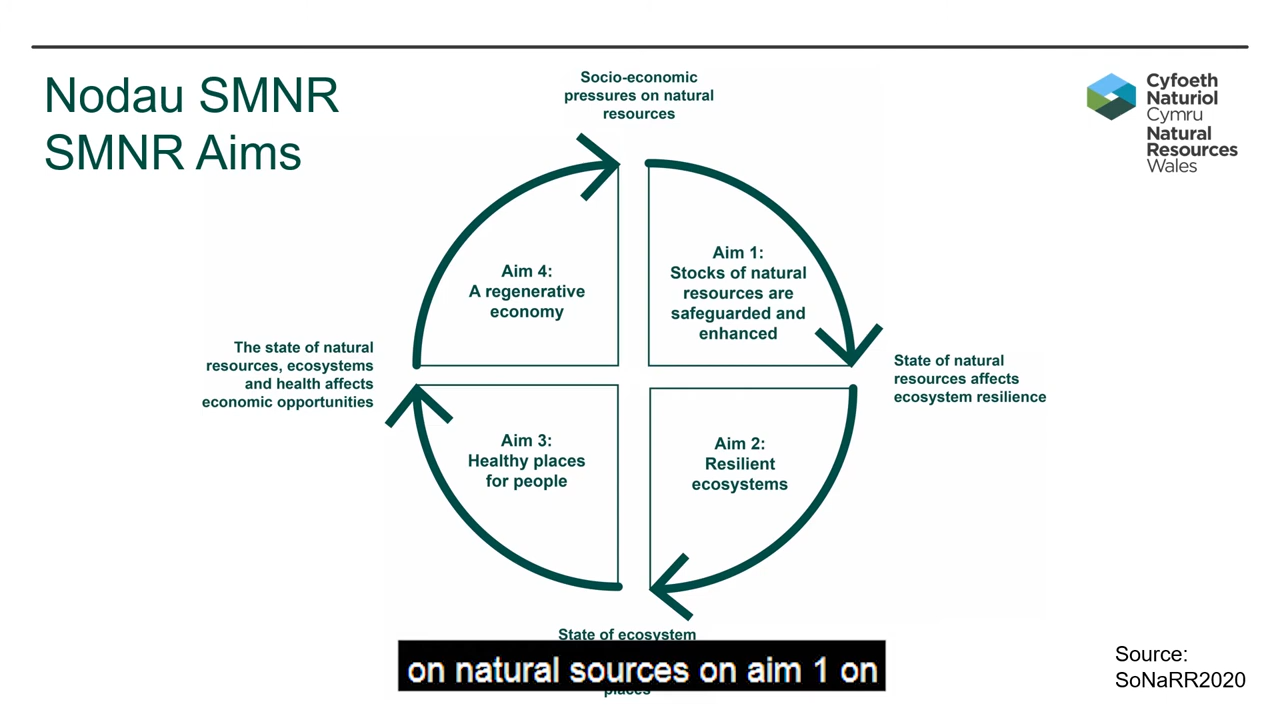 Nodau SMNR
SMNR Aims
Socio-economic
pressures on natural
resources
Cyfoeth
Naturiol
Cymru
Natural
Resources
Wales
Aim 4:
A regenerative
economy
Aim 1:
Stocks of natural
resources are
safeguarded and
enhanced
The state of natural
resources, ecosystems
and health affects
economic opportunities
State of natural
resources affects
ecosystem resilience
Aim 3:
Healthy places
for people
Aim 2:
Resilient
ecosystems
State of ecosystem
on natural sources on aim 1 on
places
Source:
SoNaRR2020